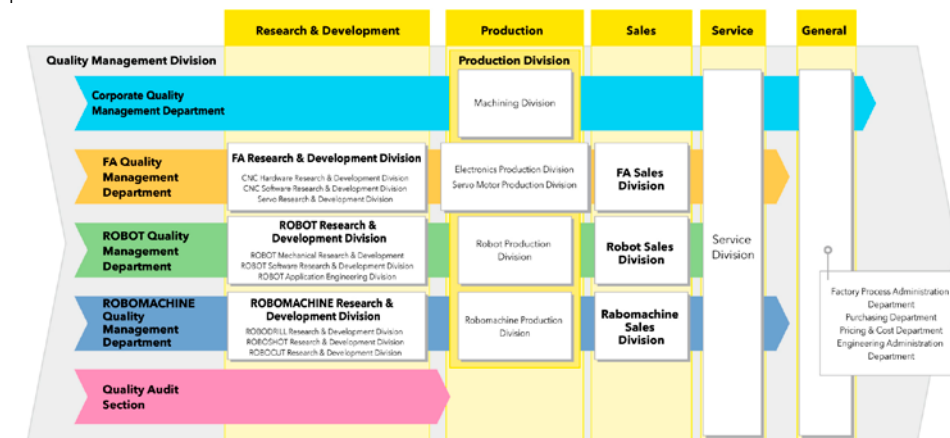 Research & Development
Production
Sales
Service
General
Quality Management Division
Production Division
Corporate Quality
Management Department
Machining Division
FA Quality
Management
Department
FA Research & Development Division
CNC Hardware Research & Development Division
CNC Software Research & Development Division
Servo Research & Development Division
Electronics Production Division
Servo Motor Production Division
FA Sales
Division
ROBOT Quality
Management
Department
ROBOT Research &
Development Division
ROBOT Mechanical Research & Development
ROBOT Software Research & Development Division
ROBOT Application Engineering Division
Robot Production
Division
Robot Sales
Division
Service
Division
ROBOMACHINE
Quality
Management
Department
ROBOMACHINE Research &
Development Division
ROBODRILL Research & Development Division
ROBOSHOT Research & Development Division
ROBOCUT Research & Development Division
Robomachine Production
Division
Rabomachine
Sales
Division
Factory Process Administration
Department
Purchasing Department
Pricing & Cost Department
Engineering Administration
Department
Quality Audit
Section